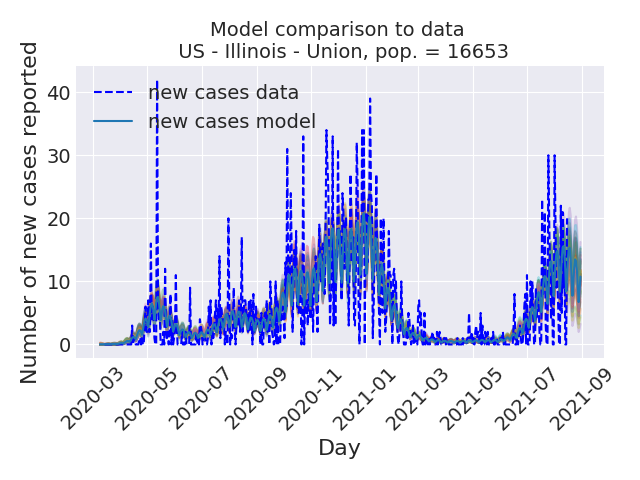 Model comparison to data
US - Illinois - Union, pop. = 16653
Number of new cases reported
40
30
20
10
0
new cases data
new cases model
2020-03
2020-05
2020-07
2020-09
2020-11
2021-01
2021-03
2021-05
2021-07
2021-09
Day